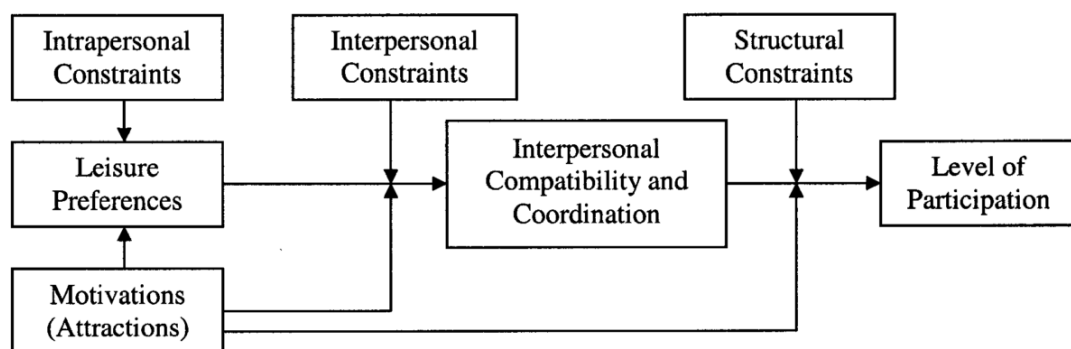 Intrapersonal
Constraints
Interpersonal
Constraints
Structural
Constraints
Leisure
Preferences
Interpersonal
Compatibility and
Coordination
Level of
Participation
Motivations
(Attractions)